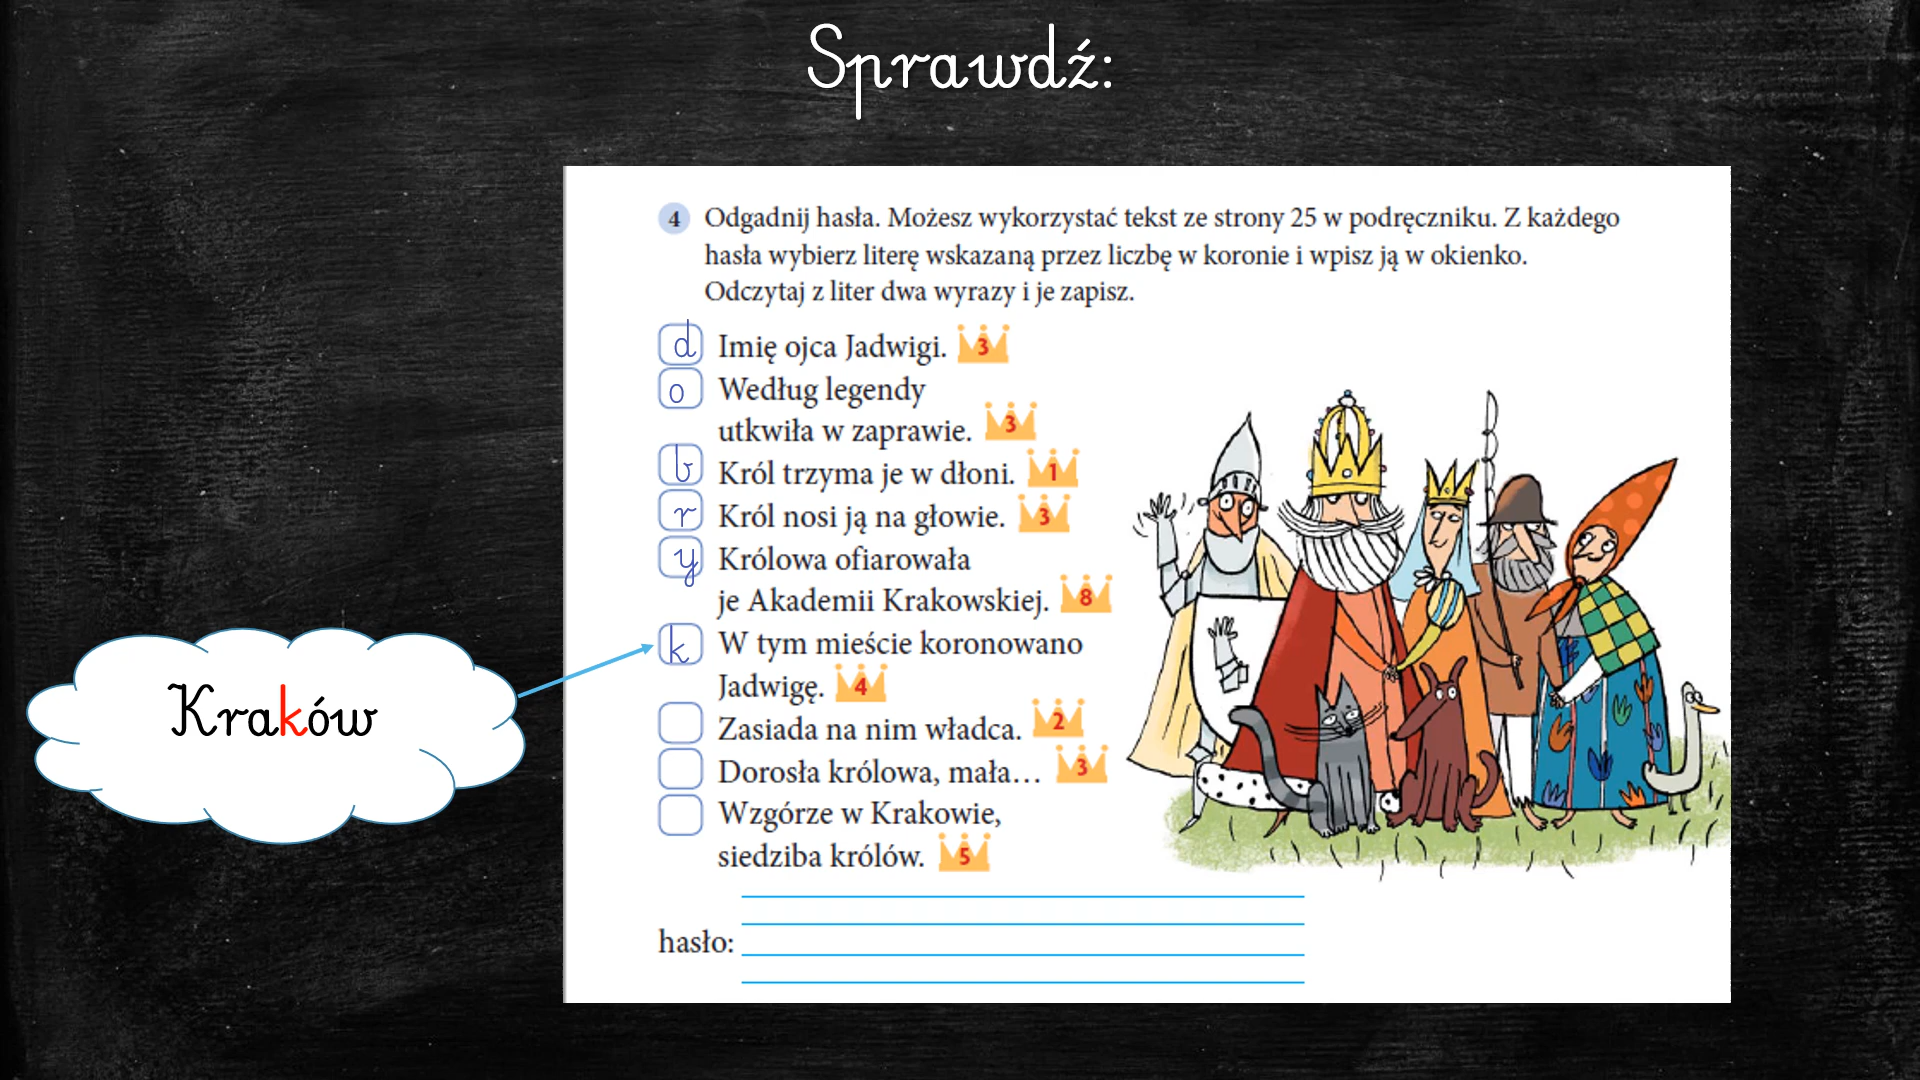 Sprawdź:
4 Odgadnij hasła. Możesz wykorzystać tekst ze strony 25 w podręczniku. Z każdego
hasła wybierz literę wskazaną przez liczbę w koronie i wpisz ją w okienko.
Odczytaj z liter dwa wyrazy i je zapisz.
d Imię ojca Jadwigi. 3
o Według legendy
utkwiła w zaprawie. 3
b Król trzyma je w dłoni. 1
r Król nosi ją na głowie. 3
y Królowa ofiarowała
je Akademii Krakowskiej. 8
k W tym mieście koronowano
Jadwigę. 4
Zasiada na nim władca. 2
Dorosła królowa, mała… 3
Wzgórze w Krakowie,
siedziba królów. 5
hasło:
Kraków